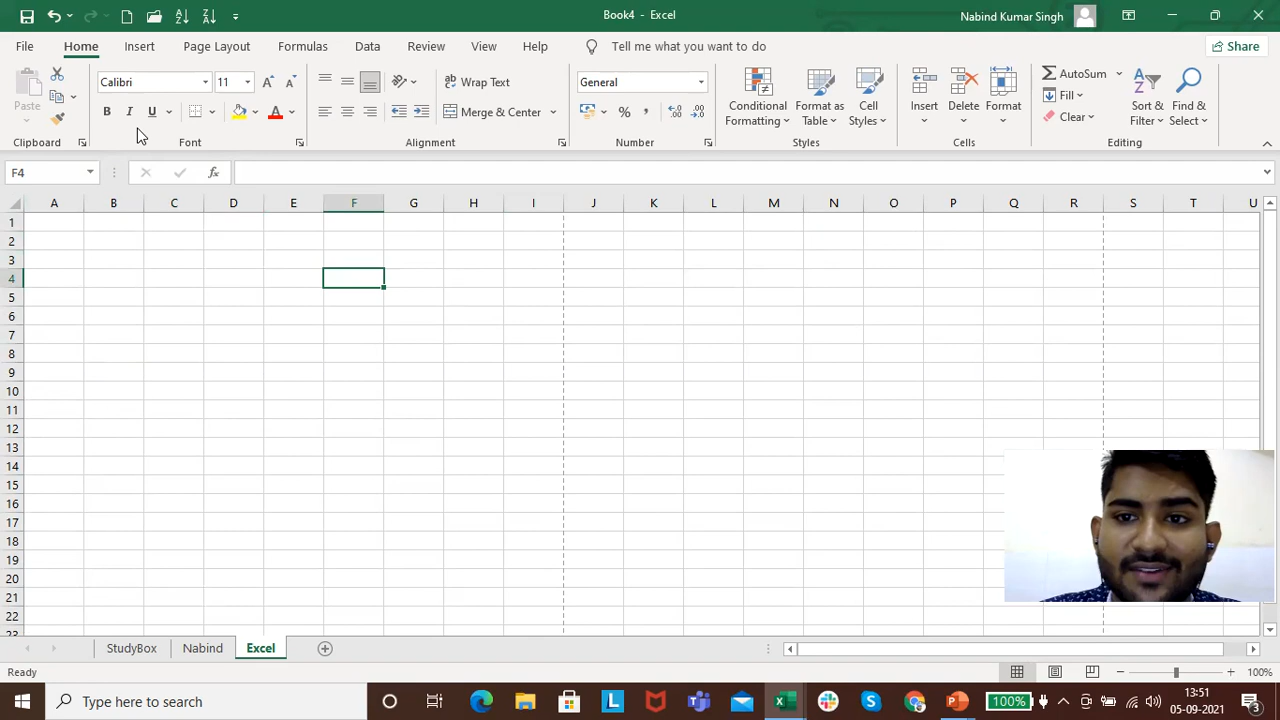 Book4 - Excel
Nabind Kumar Singh
File Home Insert Page Layout Formulas Data Review View Help Tell me what you want to do Share
Calibri 11 Wrap Text General AutoSum
Paste B I U Merge & Center % , Conditional Formatting Format as Table Cell Styles Insert Delete Format Fill Sort & Filter Find & Select
Clear
Clipboard Font Alignment Number Styles Cells Editing
F4 fx
A B C D E F G H I J K L M N O P Q R S T U
1
2
3
4
5
6
7
8
9
10
11
12
13
14
15
16
17
18
19
20
21
22
23
StudyBox Nabind Excel
Ready 100%
Type here to search 100% 13:51
05-09-2021